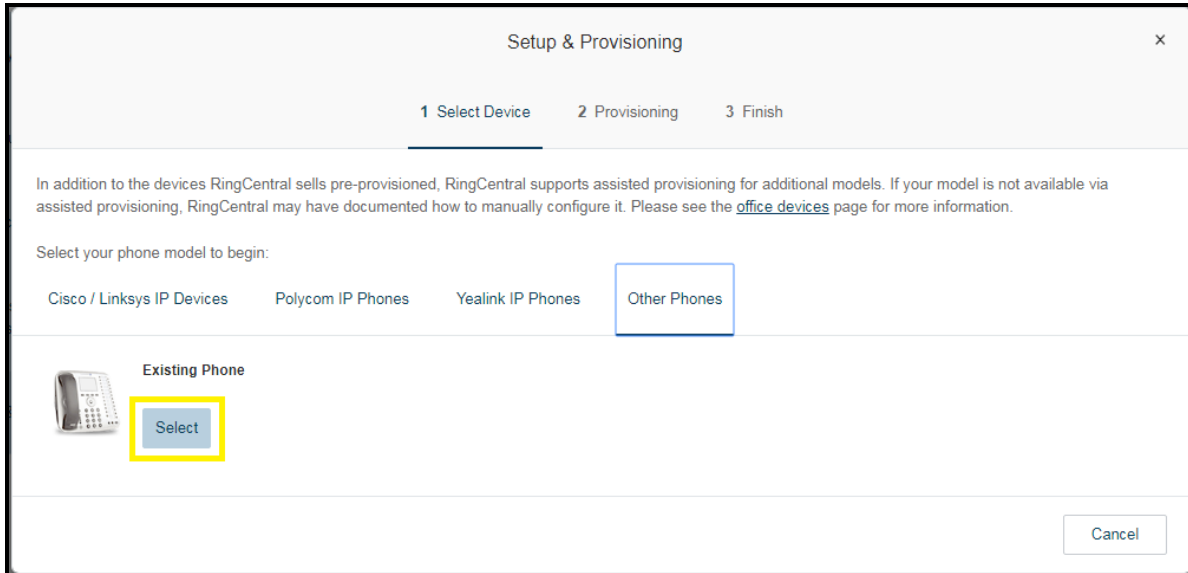 Setup & Provisioning
×
1 Select Device 2 Provisioning 3 Finish
In addition to the devices RingCentral sells pre-provisioned, RingCentral supports assisted provisioning for additional models. If your model is not available via
assisted provisioning, RingCentral may have documented how to manually configure it. Please see the office devices page for more information.
Select your phone model to begin:
Cisco / Linksys IP Devices Polycom IP Phones Yealink IP Phones Other Phones
Existing Phone
Select
Cancel